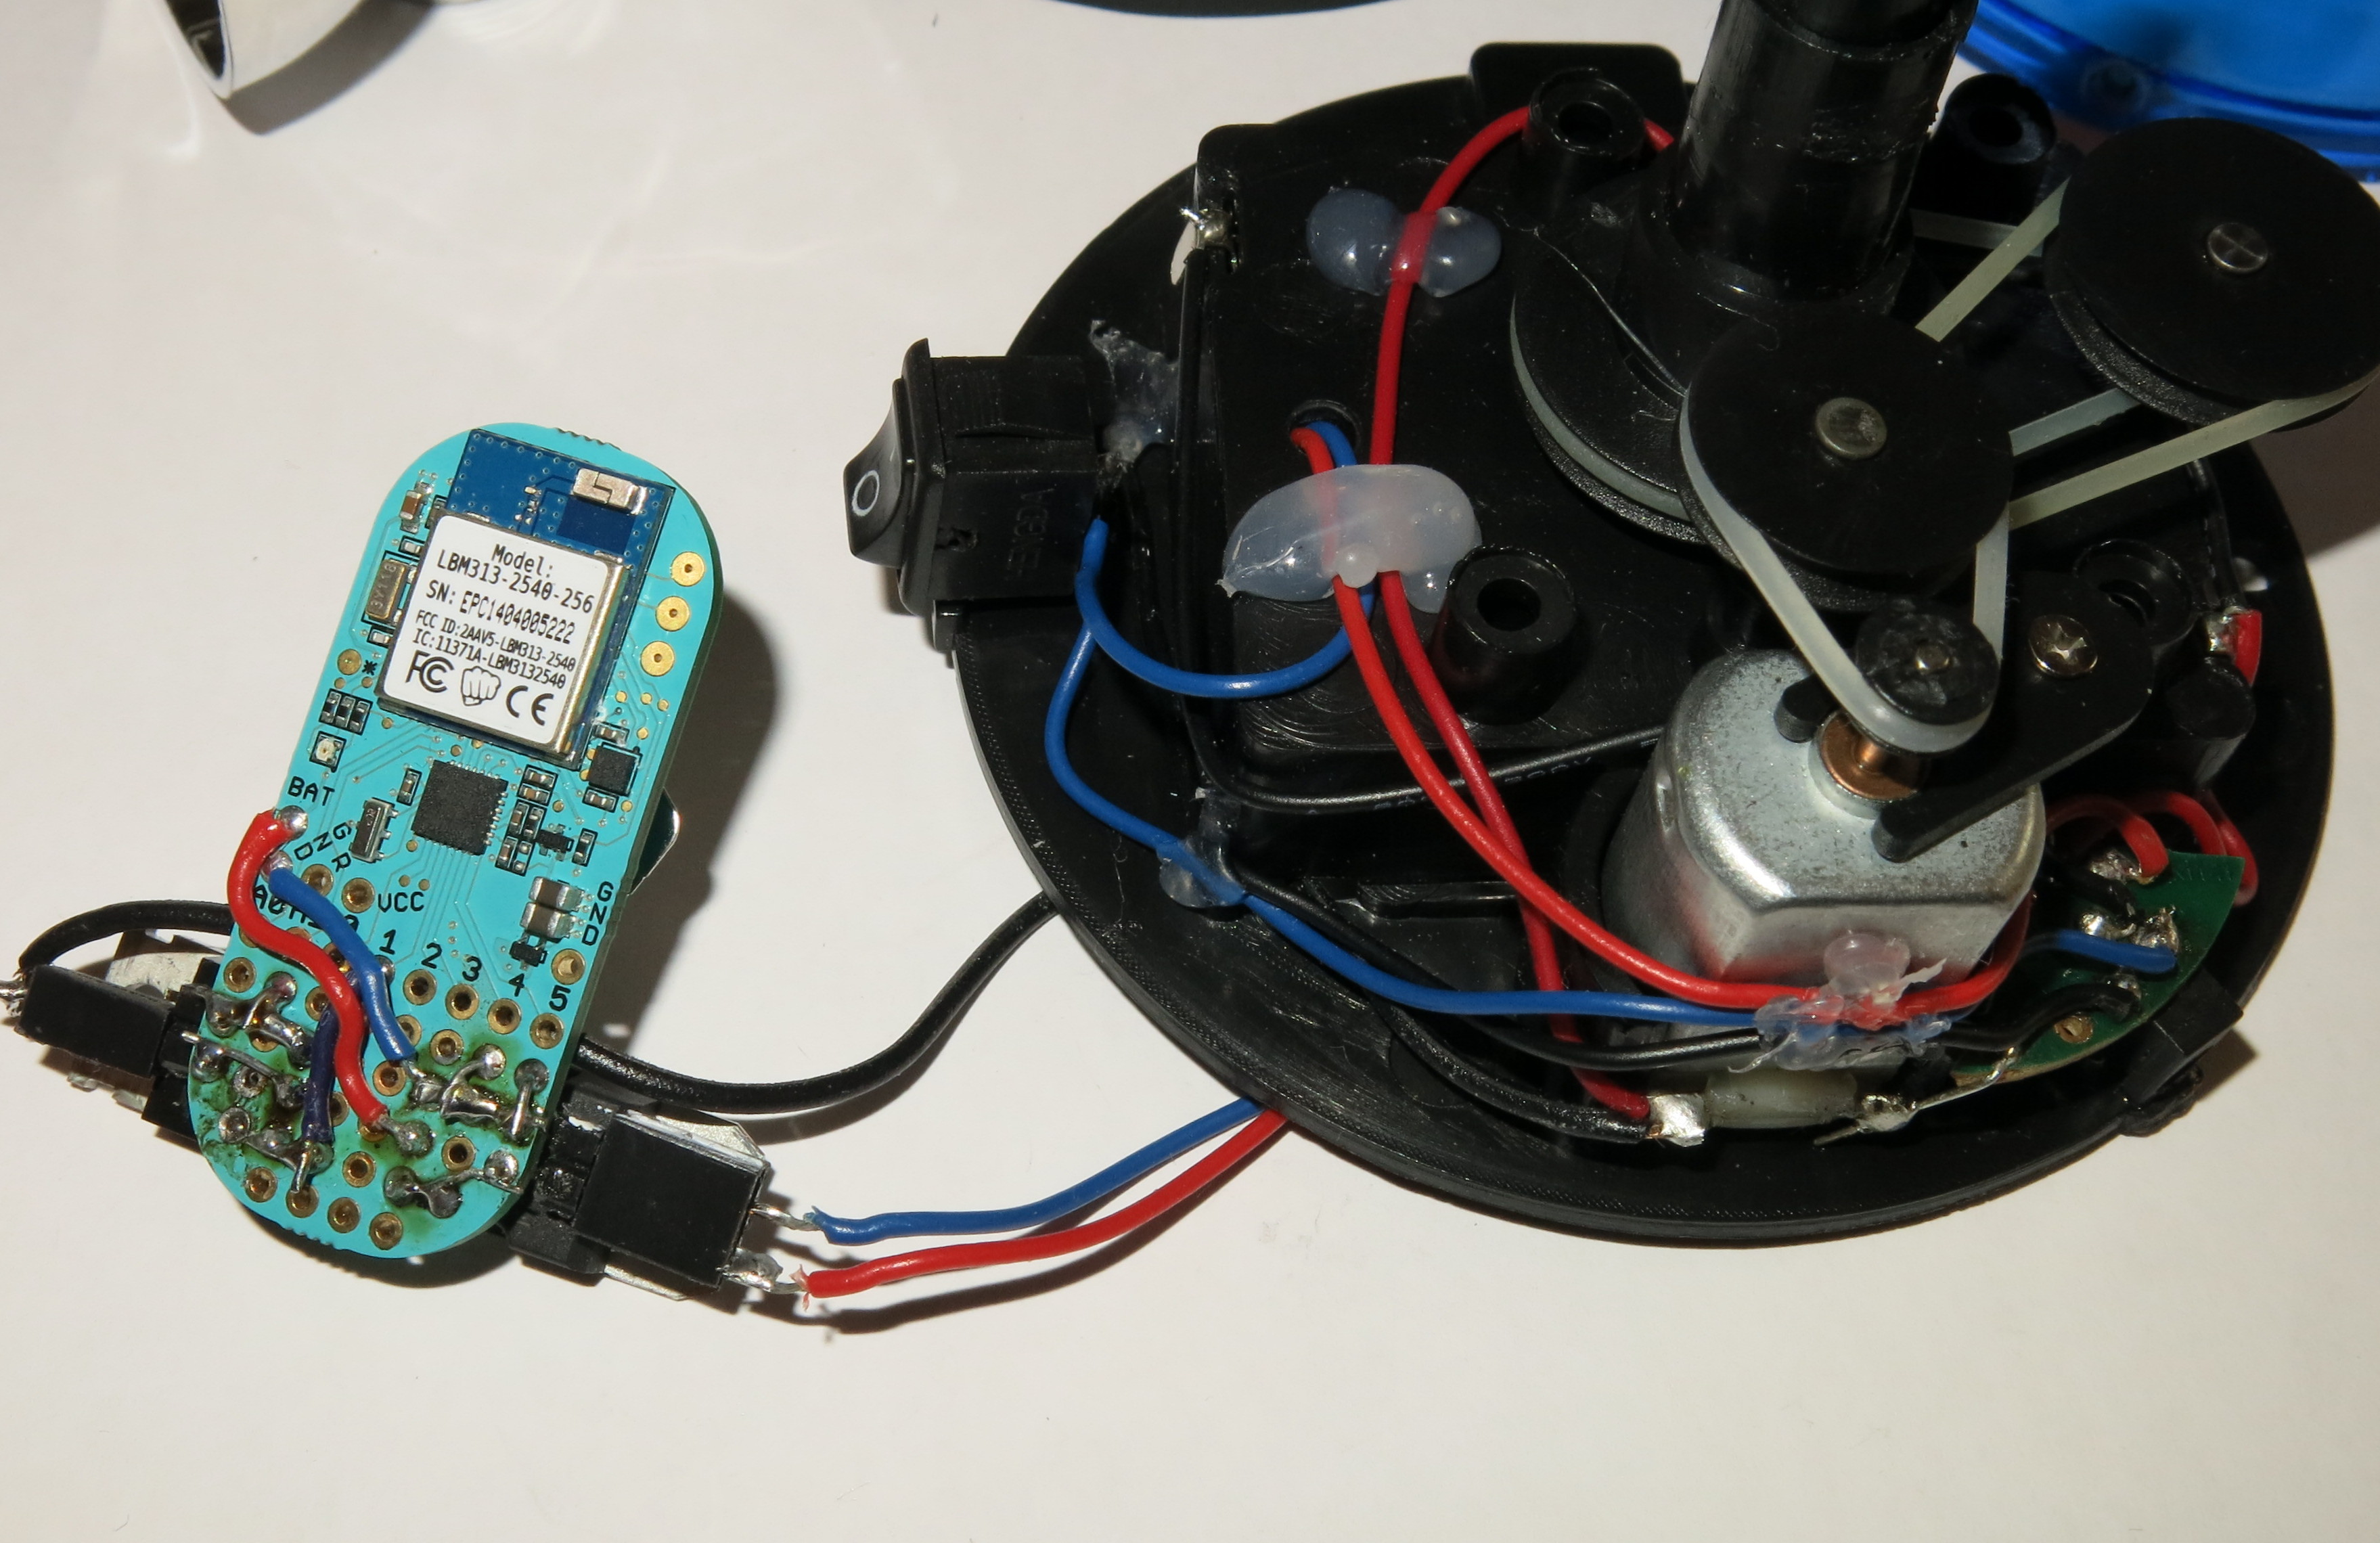 Model:
LBM313-2540-256
SN: EPC1404005222
FCC ID:2AAV5-LBM313-2540
IC:11371A-LBM3132540
FC CE
*
BAT
GND
VCC
GND
1
2
3
4
5
O